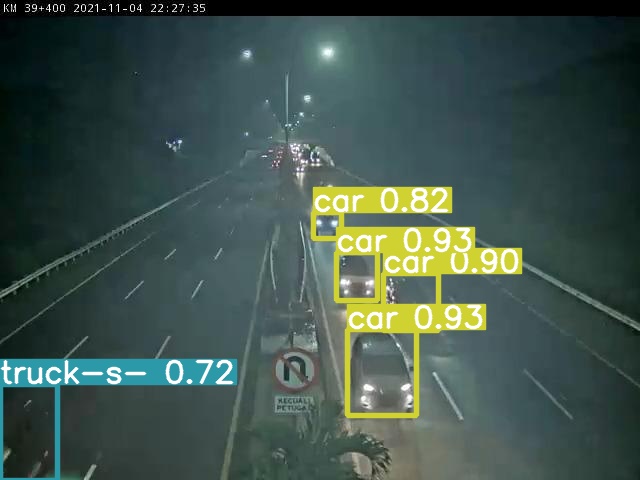 KM 39+400 2021-11-04 22:27:35
car 0.82
car 0.93
car 0.90
car 0.93
truck-s- 0.72
KECUALI
PETUGAS